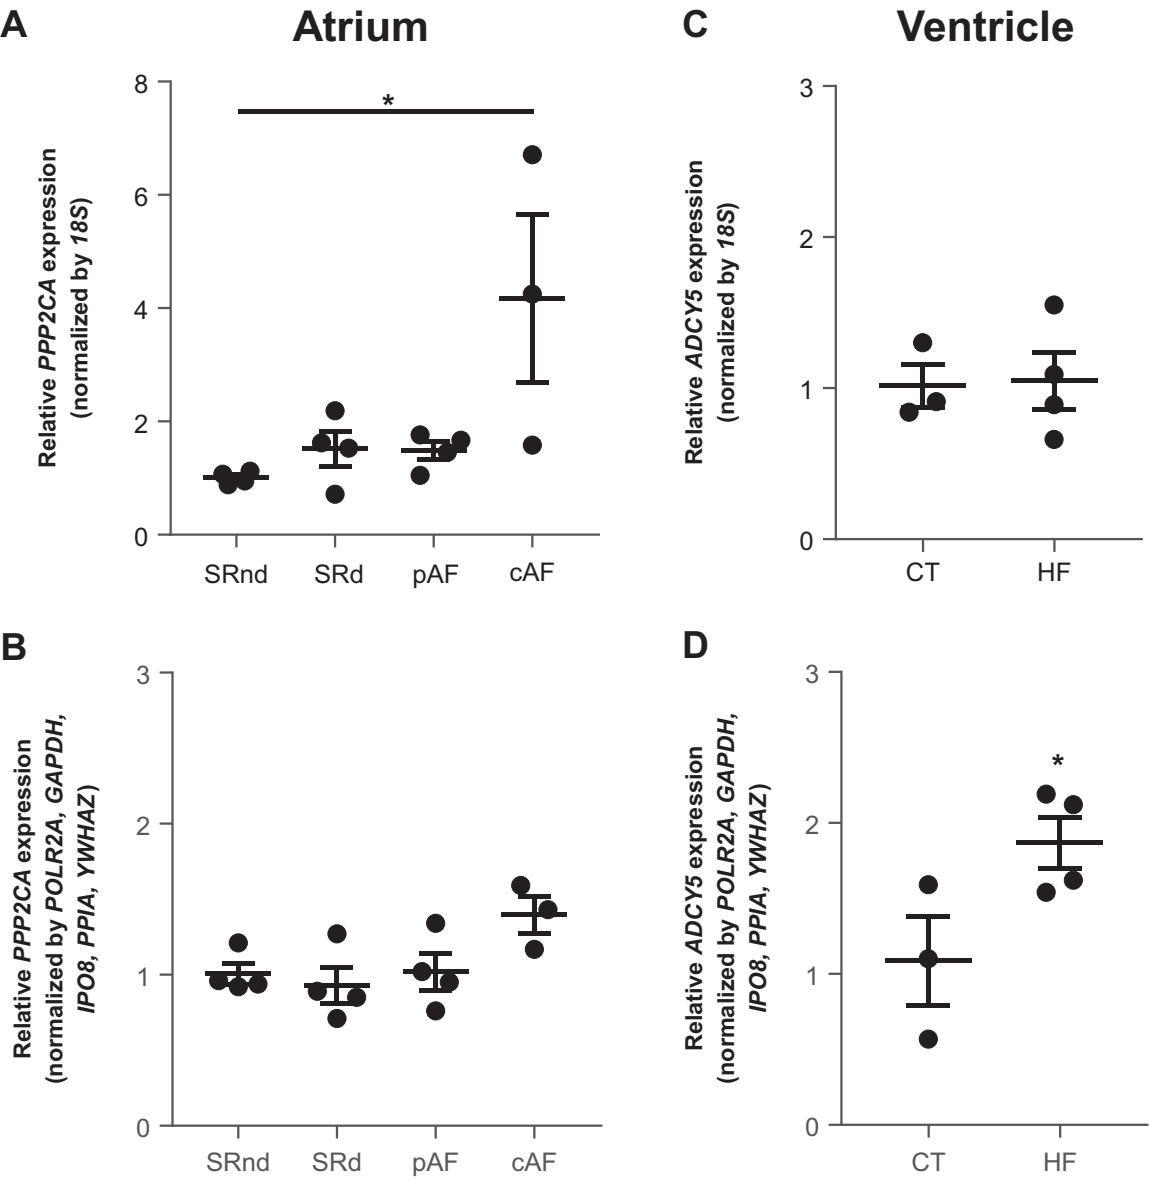 A
Atrium
Relative PPP2CA expression
(normalized by 18S)
8
6
4
2
0
*
SRnd
SRd
pAF
cAF
C
Ventricle
Relative ADCY5 expression
(normalized by 18S)
3
2
1
0
CT
HF
B
Relative PPP2CA expression
(normalized by POLR2A, GAPDH,
IPO8, PPIA, YWHAZ)
3
2
1
0
SRnd
SRd
pAF
cAF
D
Relative ADCY5 expression
(normalized by POLR2A, GAPDH,
IPO8, PPIA, YWHAZ)
3
2
1
0
*
CT
HF